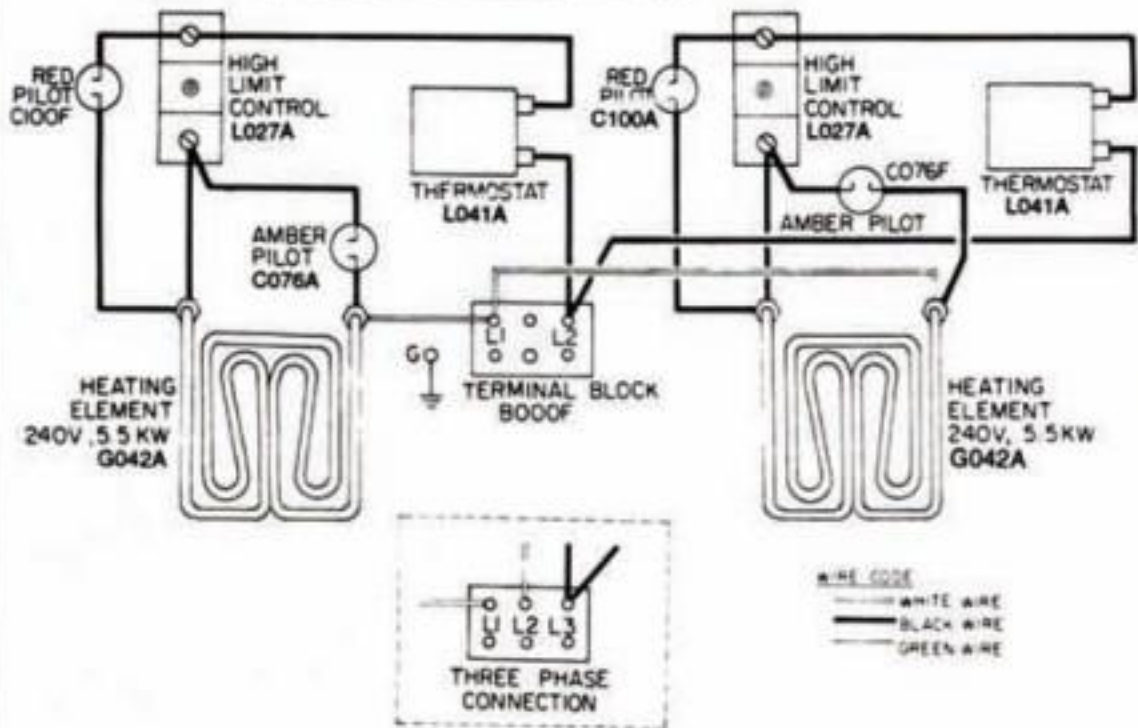 RED
PILOT
C100F
HIGH
LIMIT
CONTROL
L027A
THERMOSTAT
L041A
AMBER
PILOT
C076A
HEATING
ELEMENT
240V, 5.5 KW
G042A
L1
L2
G
TERMINAL BLOCK
B000F
RED
PILOT
C100A
HIGH
LIMIT
CONTROL
L027A
C076F
AMBER PILOT
THERMOSTAT
L041A
HEATING
ELEMENT
240V, 5.5KW
G042A
L1 L2 L3
THREE PHASE
CONNECTION
WIRE CODE
WHITE WIRE
BLACK WIRE
GREEN WIRE